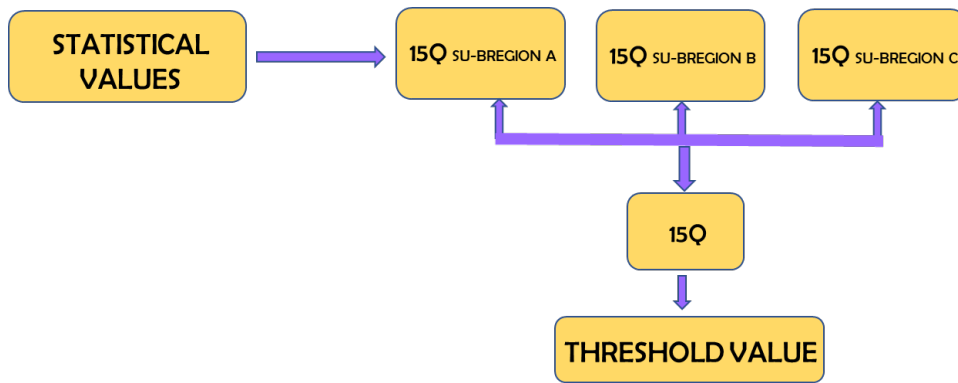 STATISTICAL
VALUES
15Q SU-BREGION A
15Q SU-BREGION B
15Q SU-BREGION C
15Q
THRESHOLD VALUE